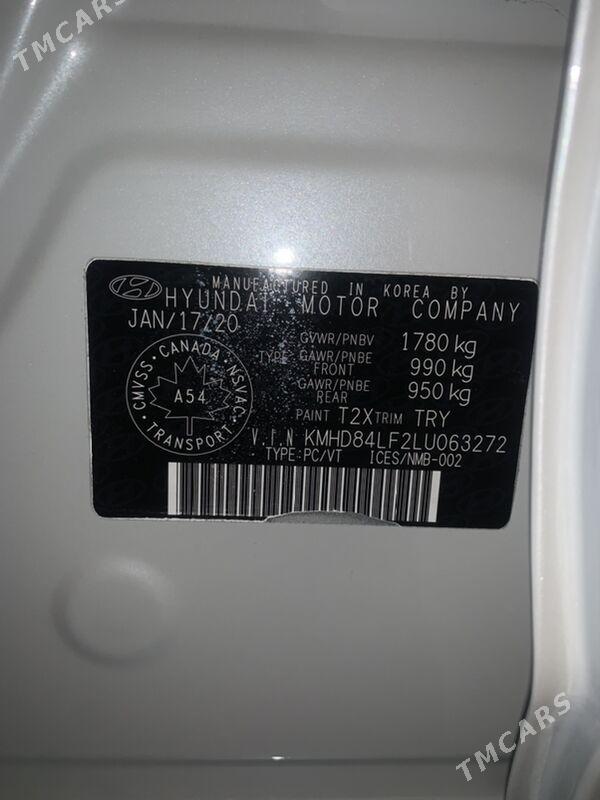 TMCARS
MANUFACTURED IN KOREA BY
HYUNDAI MOTOR COMPANY
JAN/17/20
GVWR/PNBV 1780 kg
TYPE GAWR/PNBE FRONT 990 kg
GAWR/PNBE REAR 950 kg
CMVSS · CANADA · NSVAC
A54
TRANSPORT
PAINT T2X TRIM TRY
V.I.N KMHD84LF2LU063272
TYPE:PC/VT ICES/NMB-002
TMCARS